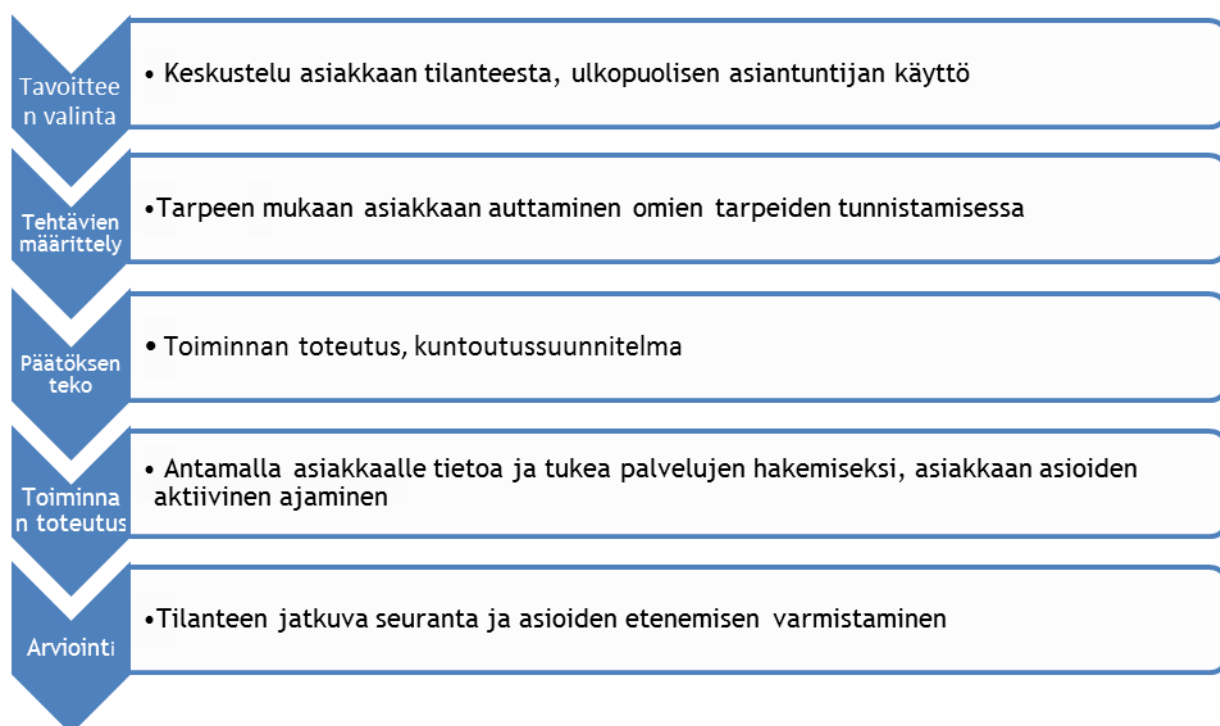 Tavoittee
n valinta
• Keskustelu asiakkaan tilanteesta, ulkopuolisen asiantuntijan käyttö
Tehtävien
määrittely
•Tarpeen mukaan asiakkaan auttaminen omien tarpeiden tunnistamisessa
Päätöksen
teko
• Toiminnan toteutus, kuntoutussuunnitelma
Toiminna
n toteutus
• Antamalla asiakkaalle tietoa ja tukea palvelujen hakemiseksi, asiakkaan asioiden
aktiivinen ajaminen
Arviointi
•Tilanteen jatkuva seuranta ja asioiden etenemisen varmistaminen